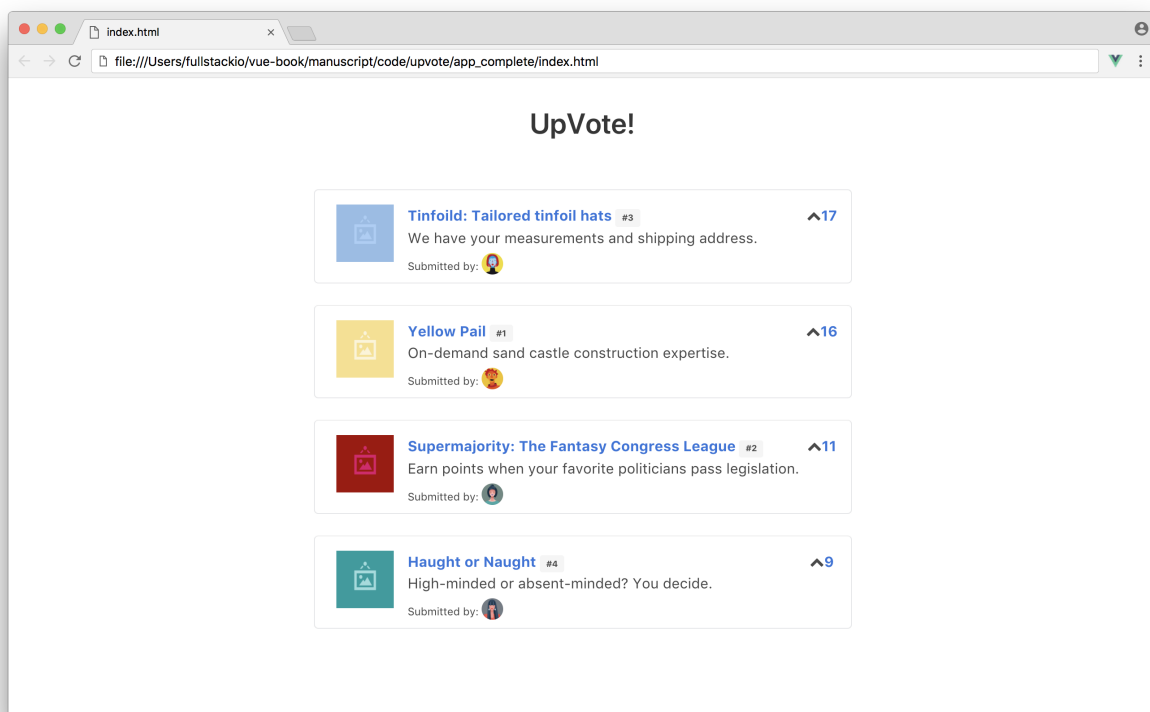 index.html
file:///Users/fullstackio/vue-book/manuscript/code/upvote/app_complete/index.html
UpVote!
Tinfoild: Tailored tinfoil hats #3 17
We have your measurements and shipping address.
Submitted by:
Yellow Pail #1 16
On-demand sand castle construction expertise.
Submitted by:
Supermajority: The Fantasy Congress League #2 11
Earn points when your favorite politicians pass legislation.
Submitted by:
Haught or Naught #4 9
High-minded or absent-minded? You decide.
Submitted by: